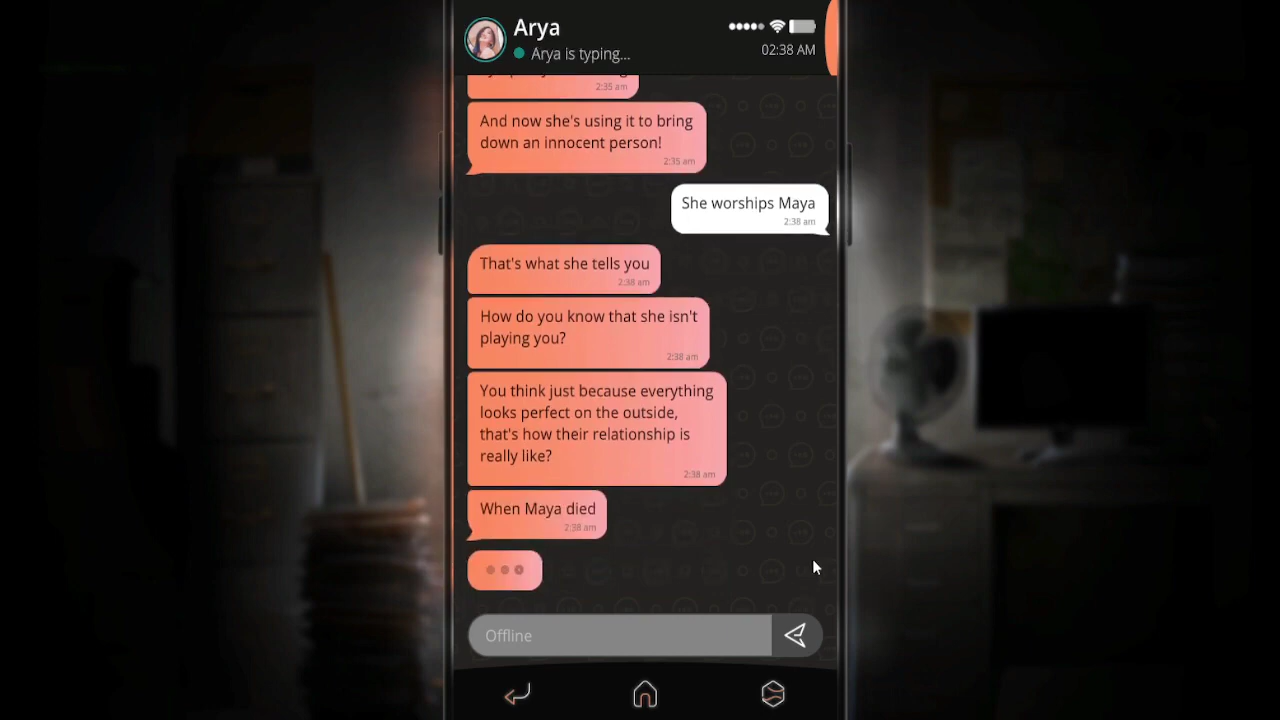 Arya
Arya is typing...
02:38 AM
2:35 am
And now she's using it to bring
down an innocent person!
2:35 am
She worships Maya
2:38 am
That's what she tells you
2:38 am
How do you know that she isn't
playing you?
2:38 am
You think just because everything
looks perfect on the outside,
that's how their relationship is
really like?
2:38 am
When Maya died
2:38 am
Offline